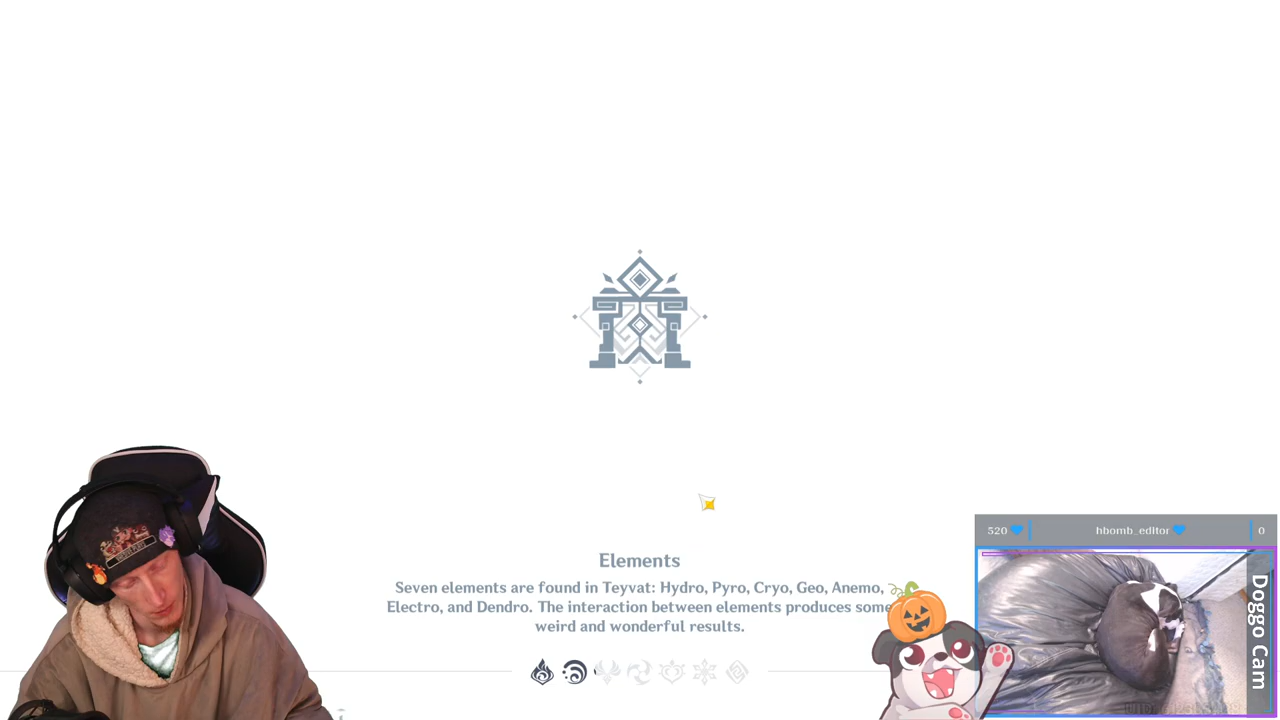 Elements
Seven elements are found in Teyvat: Hydro, Pyro, Cryo, Geo, Anemo,
Electro, and Dendro. The interaction between elements produces some
weird and wonderful results.
520
hbomb_editor
0
Doggo Cam